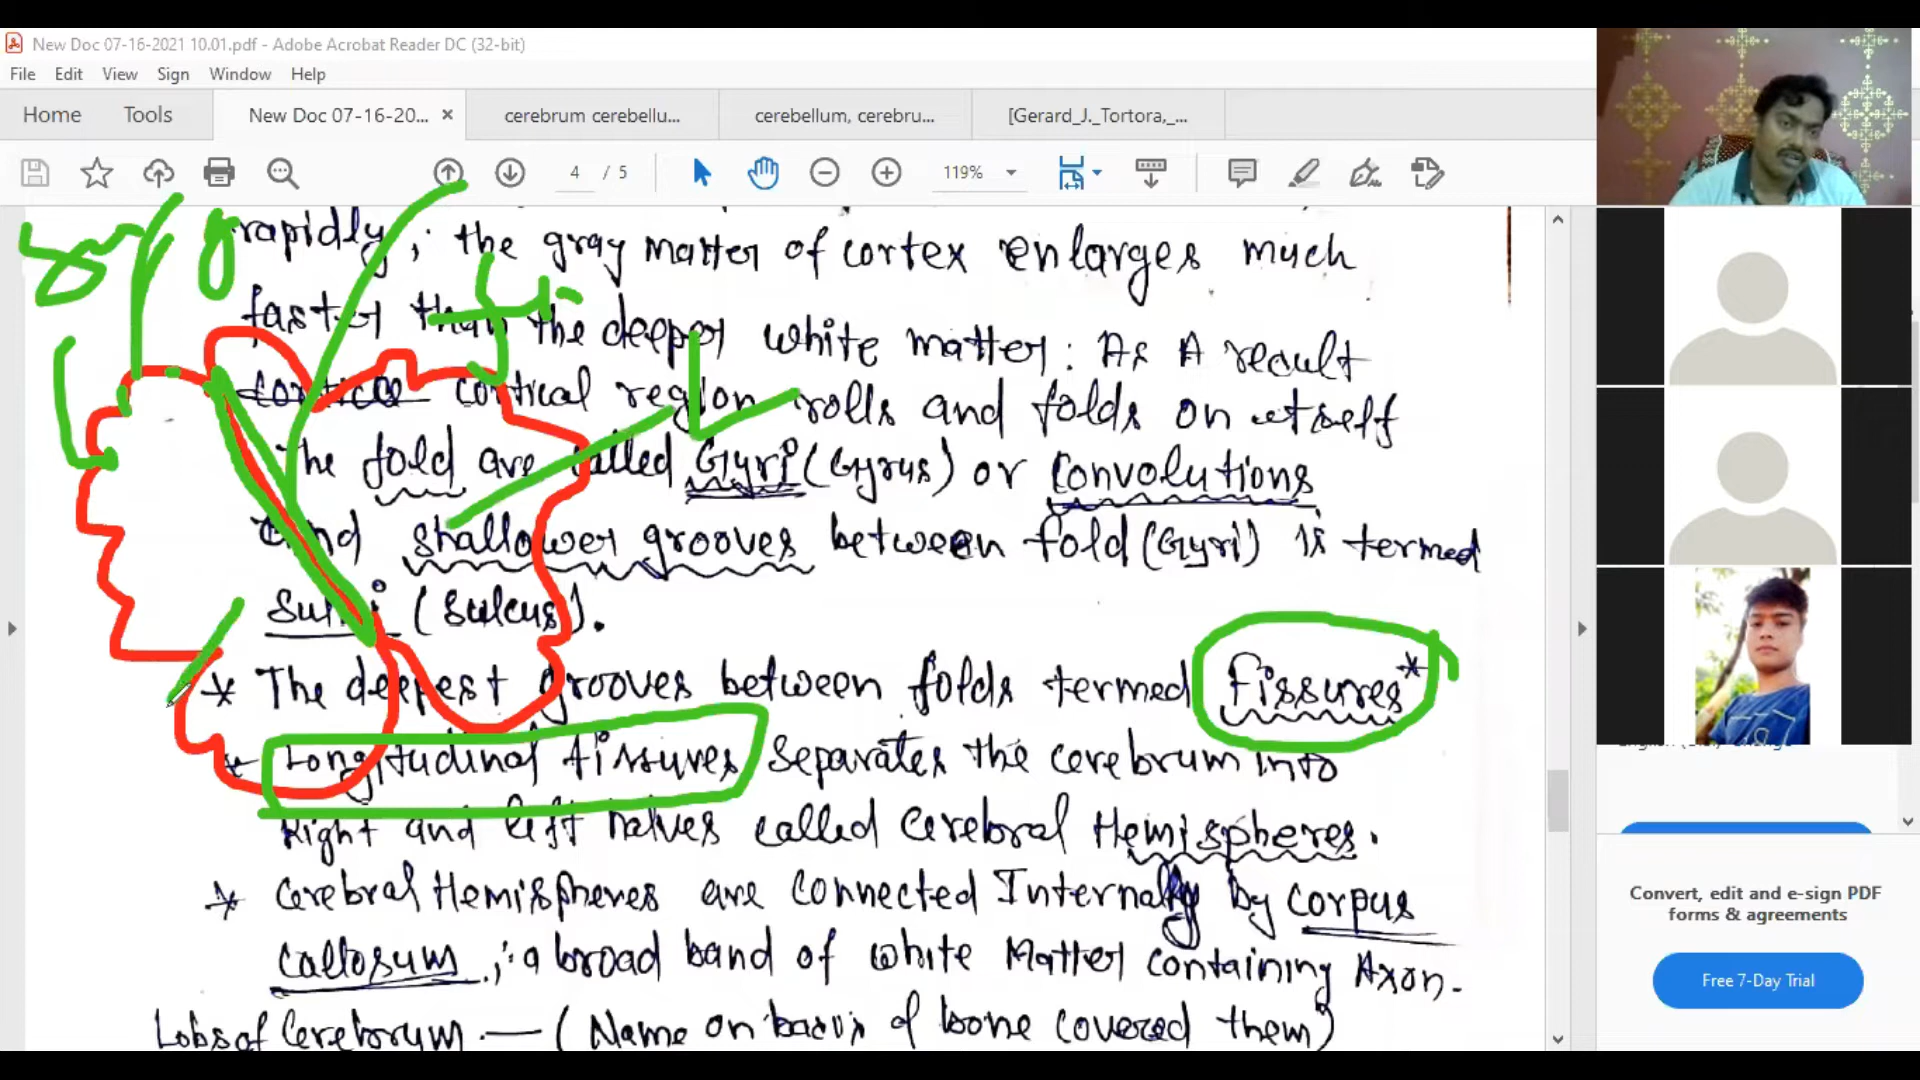 New Doc 07-16-2021 10.01.pdf - Adobe Acrobat Reader DC (32-bit)
File Edit View Sign Window Help
Home Tools New Doc 07-16-20... × cerebrum cerebellu... cerebellum, cerebru... [Gerard_J._Tortora,_...
4 / 5 119%
rapidly; the gray matter of cortex enlarges much
faster than the deeper white matter: As A result
cortical region rolls and folds on itself
The fold are called Gyri (Gyrus) or Convolutions
and shallower grooves between fold (Gyri) is termed
(Sulcus).
* The deepest grooves between folds termed fissures*
* Longitudinal fissures Separates the cerebrum into
Right and left halves called Cerebral Hemispheres.
* Cerebral Hemispheres are connected Internally by corpus
callosum, ; a broad band of white Matter containing Axon.
Lobs of Cerebrum — (Name on basis of bone covered them)
Convert, edit and e-sign PDF
forms & agreements
Free 7-Day Trial